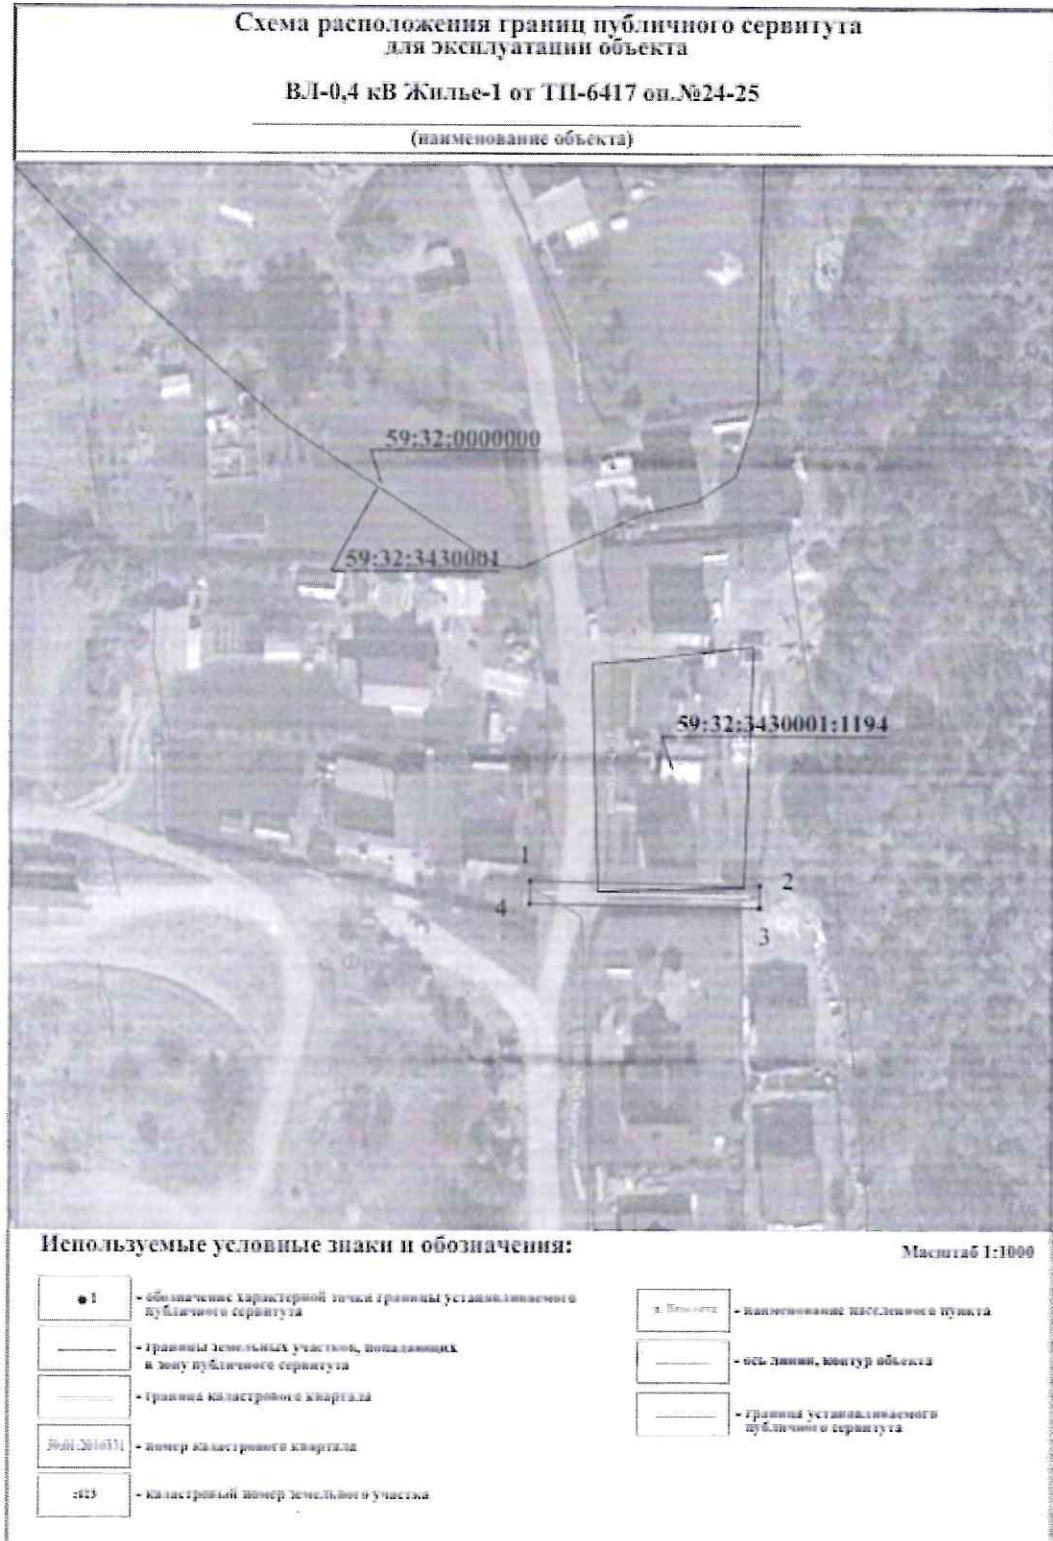 Схема расположения границ публичного сервитута
для эксплуатации объекта
ВЛ-0,4 кВ Жилье-1 от ТП-6417 оп.№24-25
(наименование объекта)
59:32:0000000
59:32:3430001
59:32:3430001:1194
1
2
4
3
Используемые условные знаки и обозначения:
Масштаб 1:1000
1
- обозначение характерной точки границы устанавливаемого
публичного сервитута
- границы земельных участков, попадающих
в зону публичного сервитута
- граница кадастрового квартала
- номер кадастрового квартала
:823
- кадастровый номер земельного участка
- наименование населенного пункта
- ось линии, контур объекта
- граница устанавливаемого
публичного сервитута